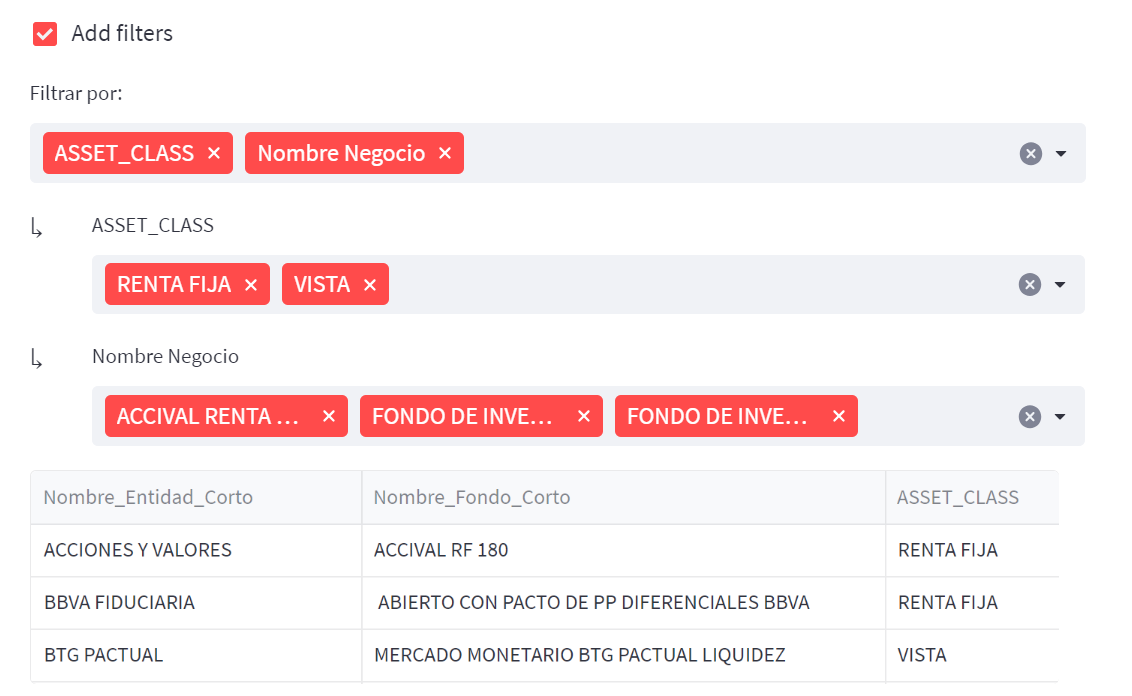 Add filters
Filtrar por:
ASSET_CLASS × Nombre Negocio ×
ASSET_CLASS
RENTA FIJA × VISTA ×
Nombre Negocio
ACCIVAL RENTA ... × FONDO DE INVE... × FONDO DE INVE... ×
Nombre_Entidad_Corto Nombre_Fondo_Corto ASSET_CLASS
ACCIONES Y VALORES ACCIVAL RF 180 RENTA FIJA
BBVA FIDUCIARIA ABIERTO CON PACTO DE PP DIFERENCIALES BBVA RENTA FIJA
BTG PACTUAL MERCADO MONETARIO BTG PACTUAL LIQUIDEZ VISTA